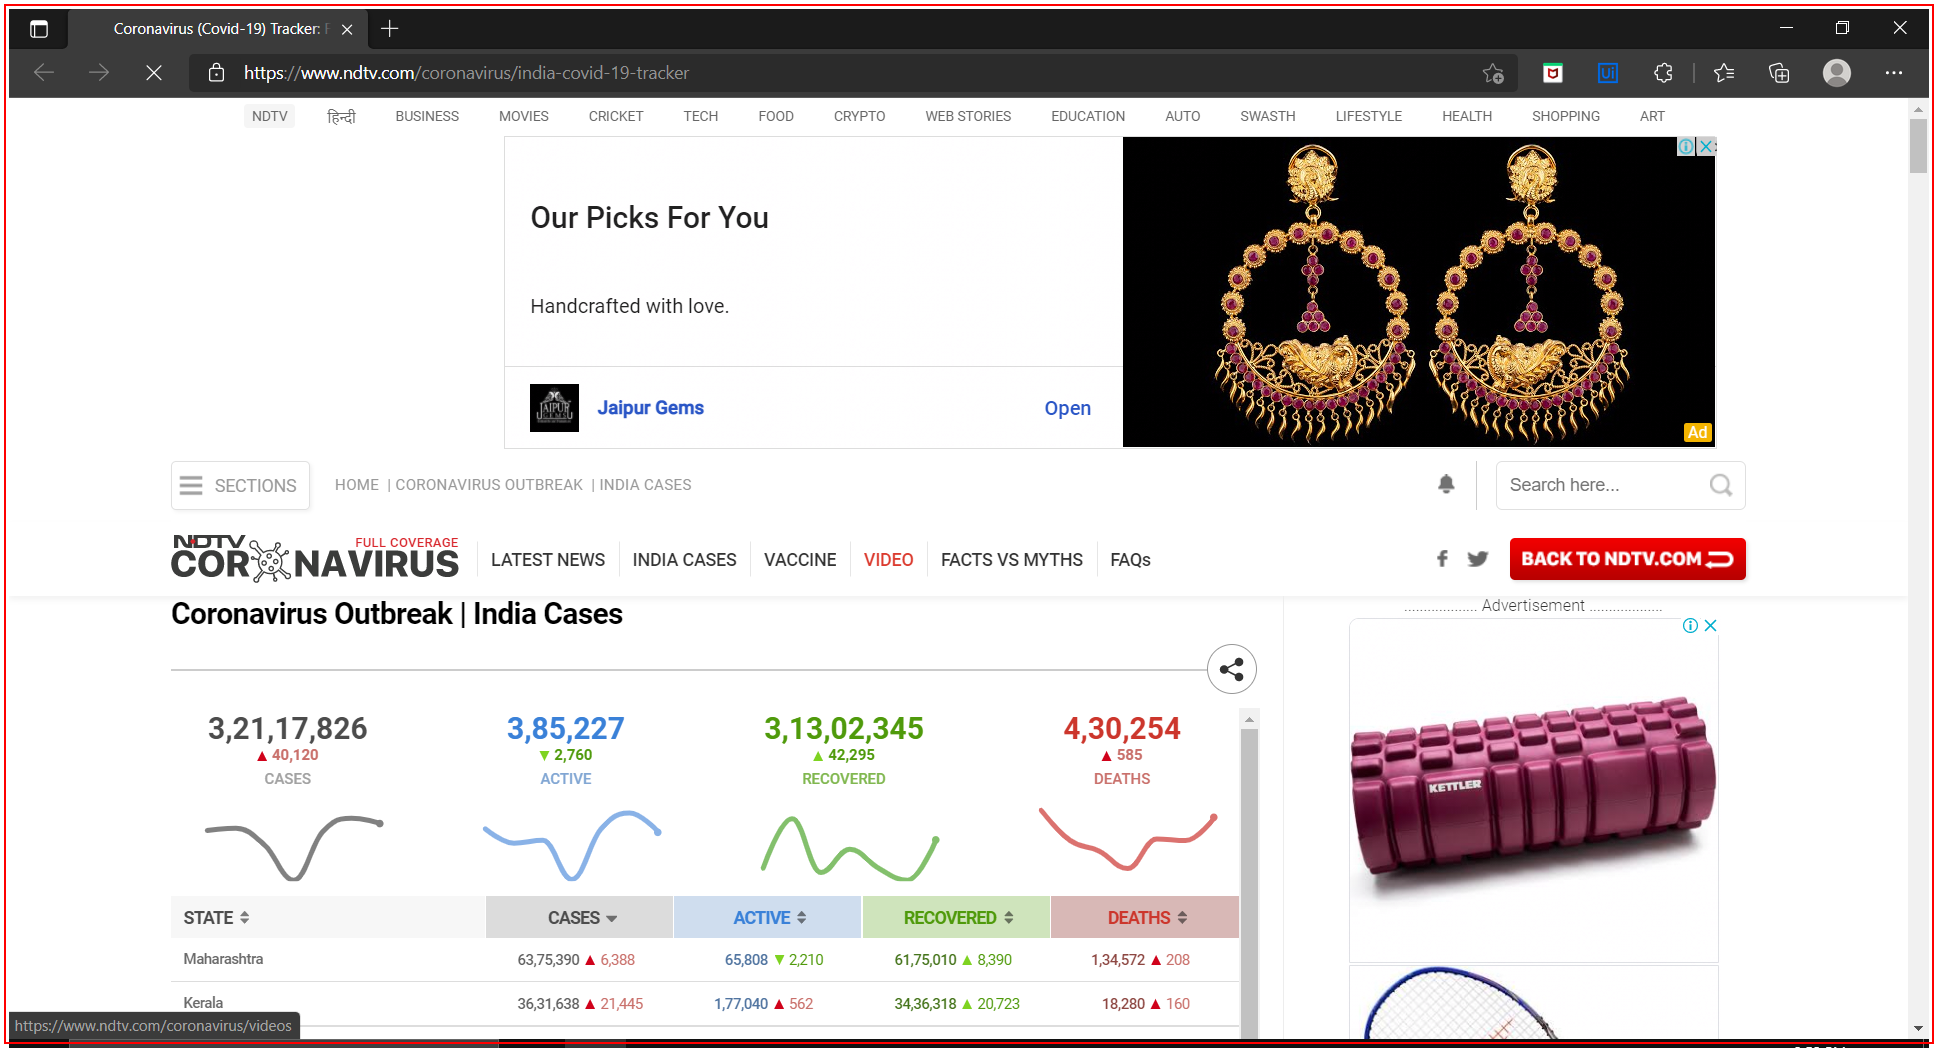 Coronavirus (Covid-19) Tracker:
https://www.ndtv.com/coronavirus/india-covid-19-tracker
NDTV हिन्दी BUSINESS MOVIES CRICKET TECH FOOD CRYPTO WEB STORIES EDUCATION AUTO SWASTH LIFESTYLE HEALTH SHOPPING ART
Our Picks For You
Handcrafted with love.
JAIPUR GEMS
Jaipur Gems
Open
Ad
SECTIONS HOME | CORONAVIRUS OUTBREAK | INDIA CASES Search here...
NDTV CORONAVIRUS FULL COVERAGE
LATEST NEWS INDIA CASES VACCINE VIDEO FACTS VS MYTHS FAQs BACK TO NDTV.COM
Coronavirus Outbreak | India Cases
................... Advertisement ...................
3,21,17,826 3,85,227 3,13,02,345 4,30,254
▲ 40,120 ▼ 2,760 ▲ 42,295 ▲ 585
CASES ACTIVE RECOVERED DEATHS
KETTLER
STATE CASES ACTIVE RECOVERED DEATHS
Maharashtra 63,75,390 ▲ 6,388 65,808 ▼ 2,210 61,75,010 ▲ 8,390 1,34,572 ▲ 208
Kerala 36,31,638 ▲ 21,445 1,77,040 ▲ 562 34,36,318 ▲ 20,723 18,280 ▲ 160
https://www.ndtv.com/coronavirus/videos